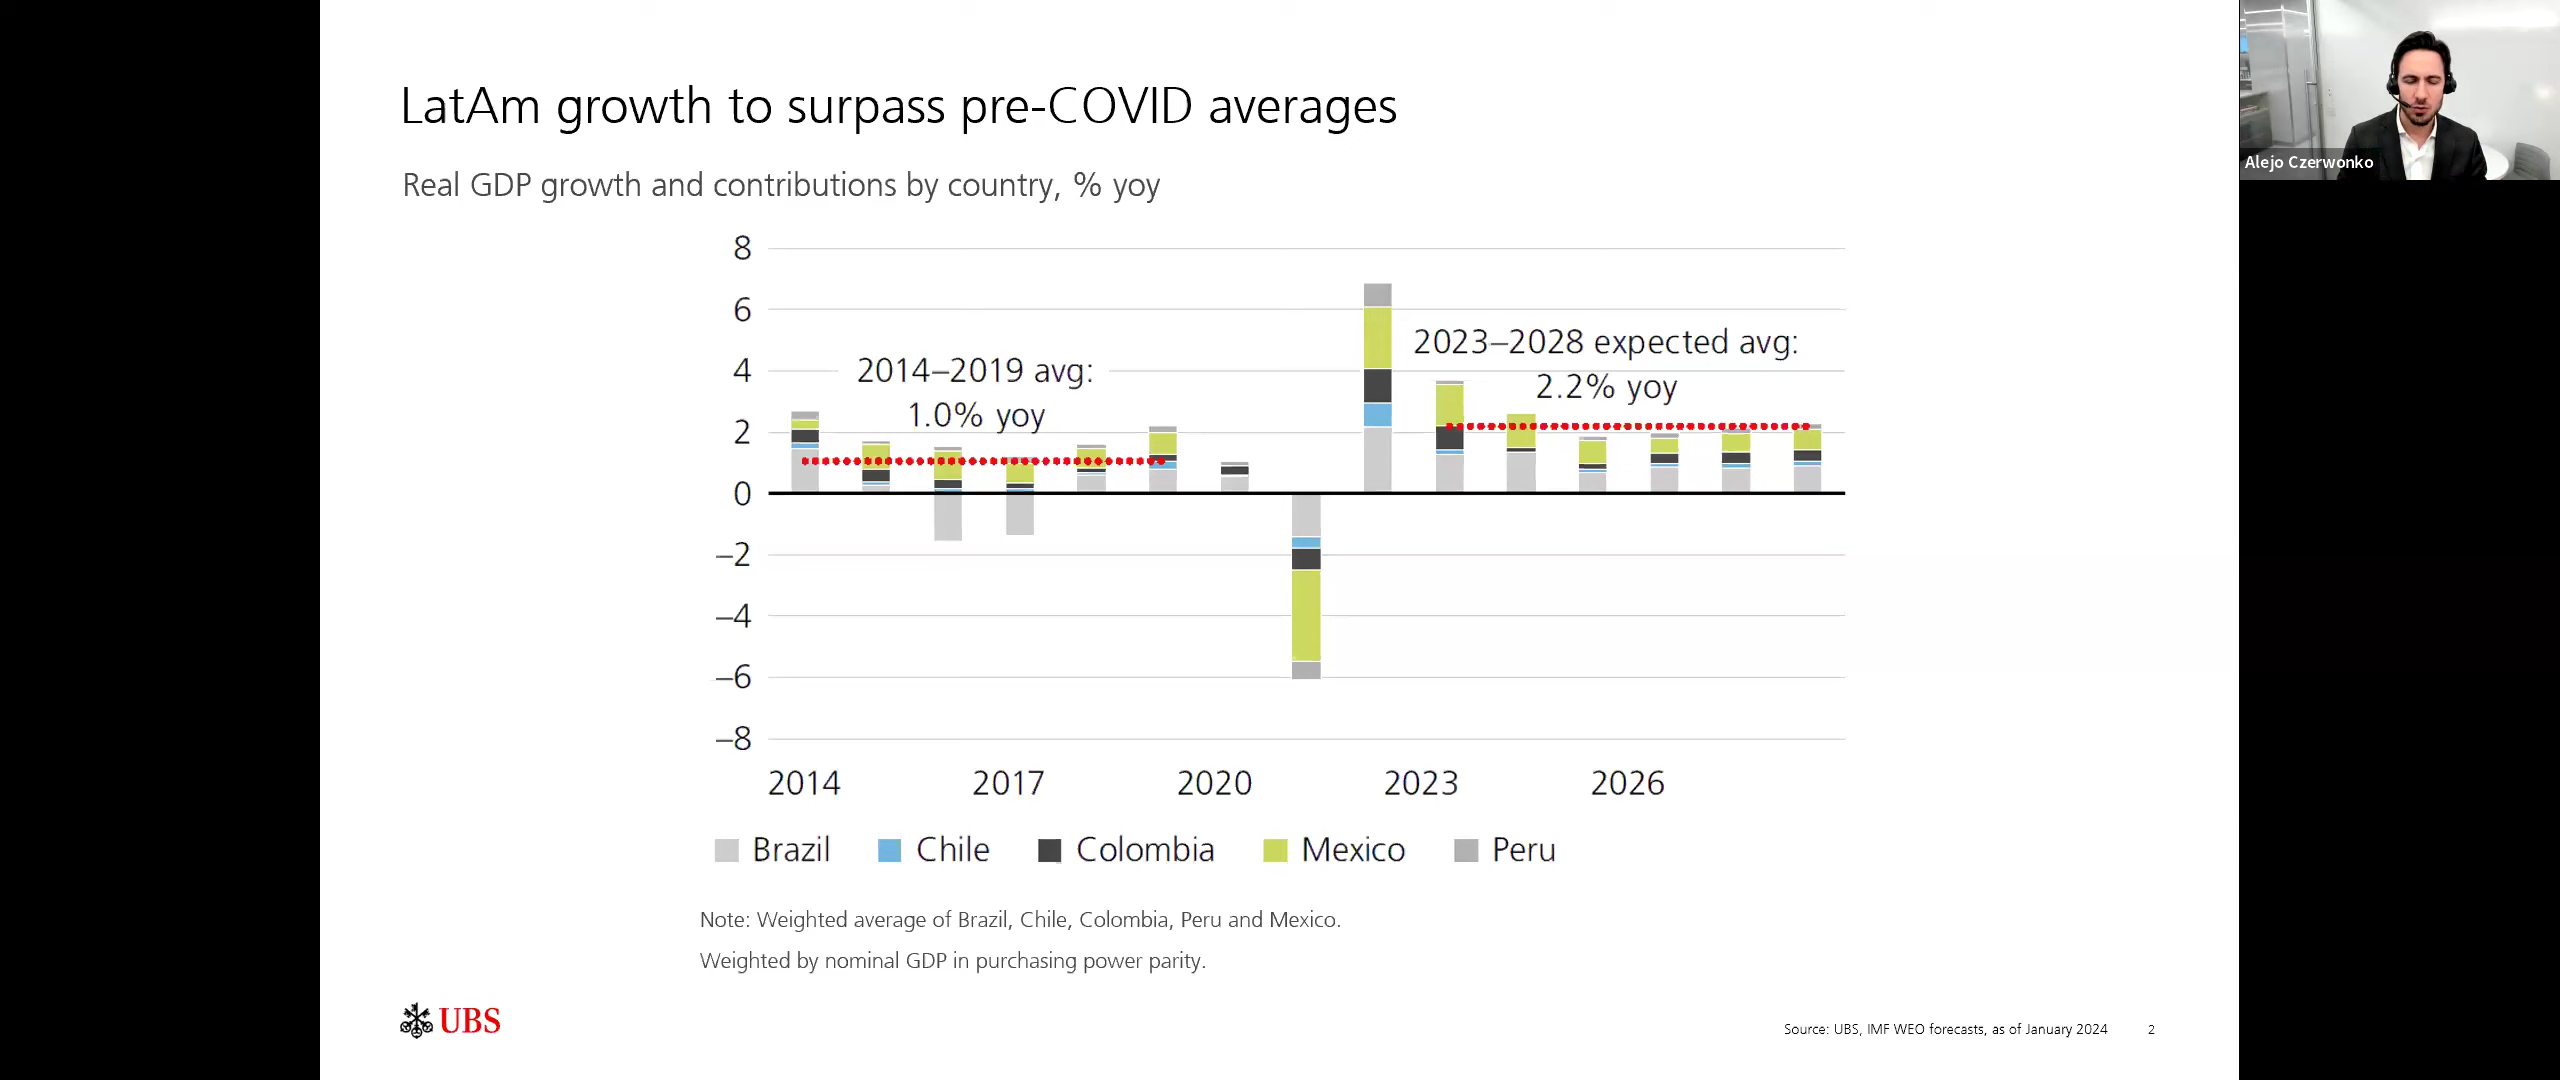 LatAm growth to surpass pre-COVID averages
Alejo Czerwonko
Real GDP growth and contributions by country, % yoy
8
6
4
2
0
–2
–4
–6
–8
2014–2019 avg:
1.0% yoy
2023–2028 expected avg:
2.2% yoy
2014 2017 2020 2023 2026
Brazil Chile Colombia Mexico Peru
Note: Weighted average of Brazil, Chile, Colombia, Peru and Mexico.
Weighted by nominal GDP in purchasing power parity.
UBS
Source: UBS, IMF WEO forecasts, as of January 2024 2